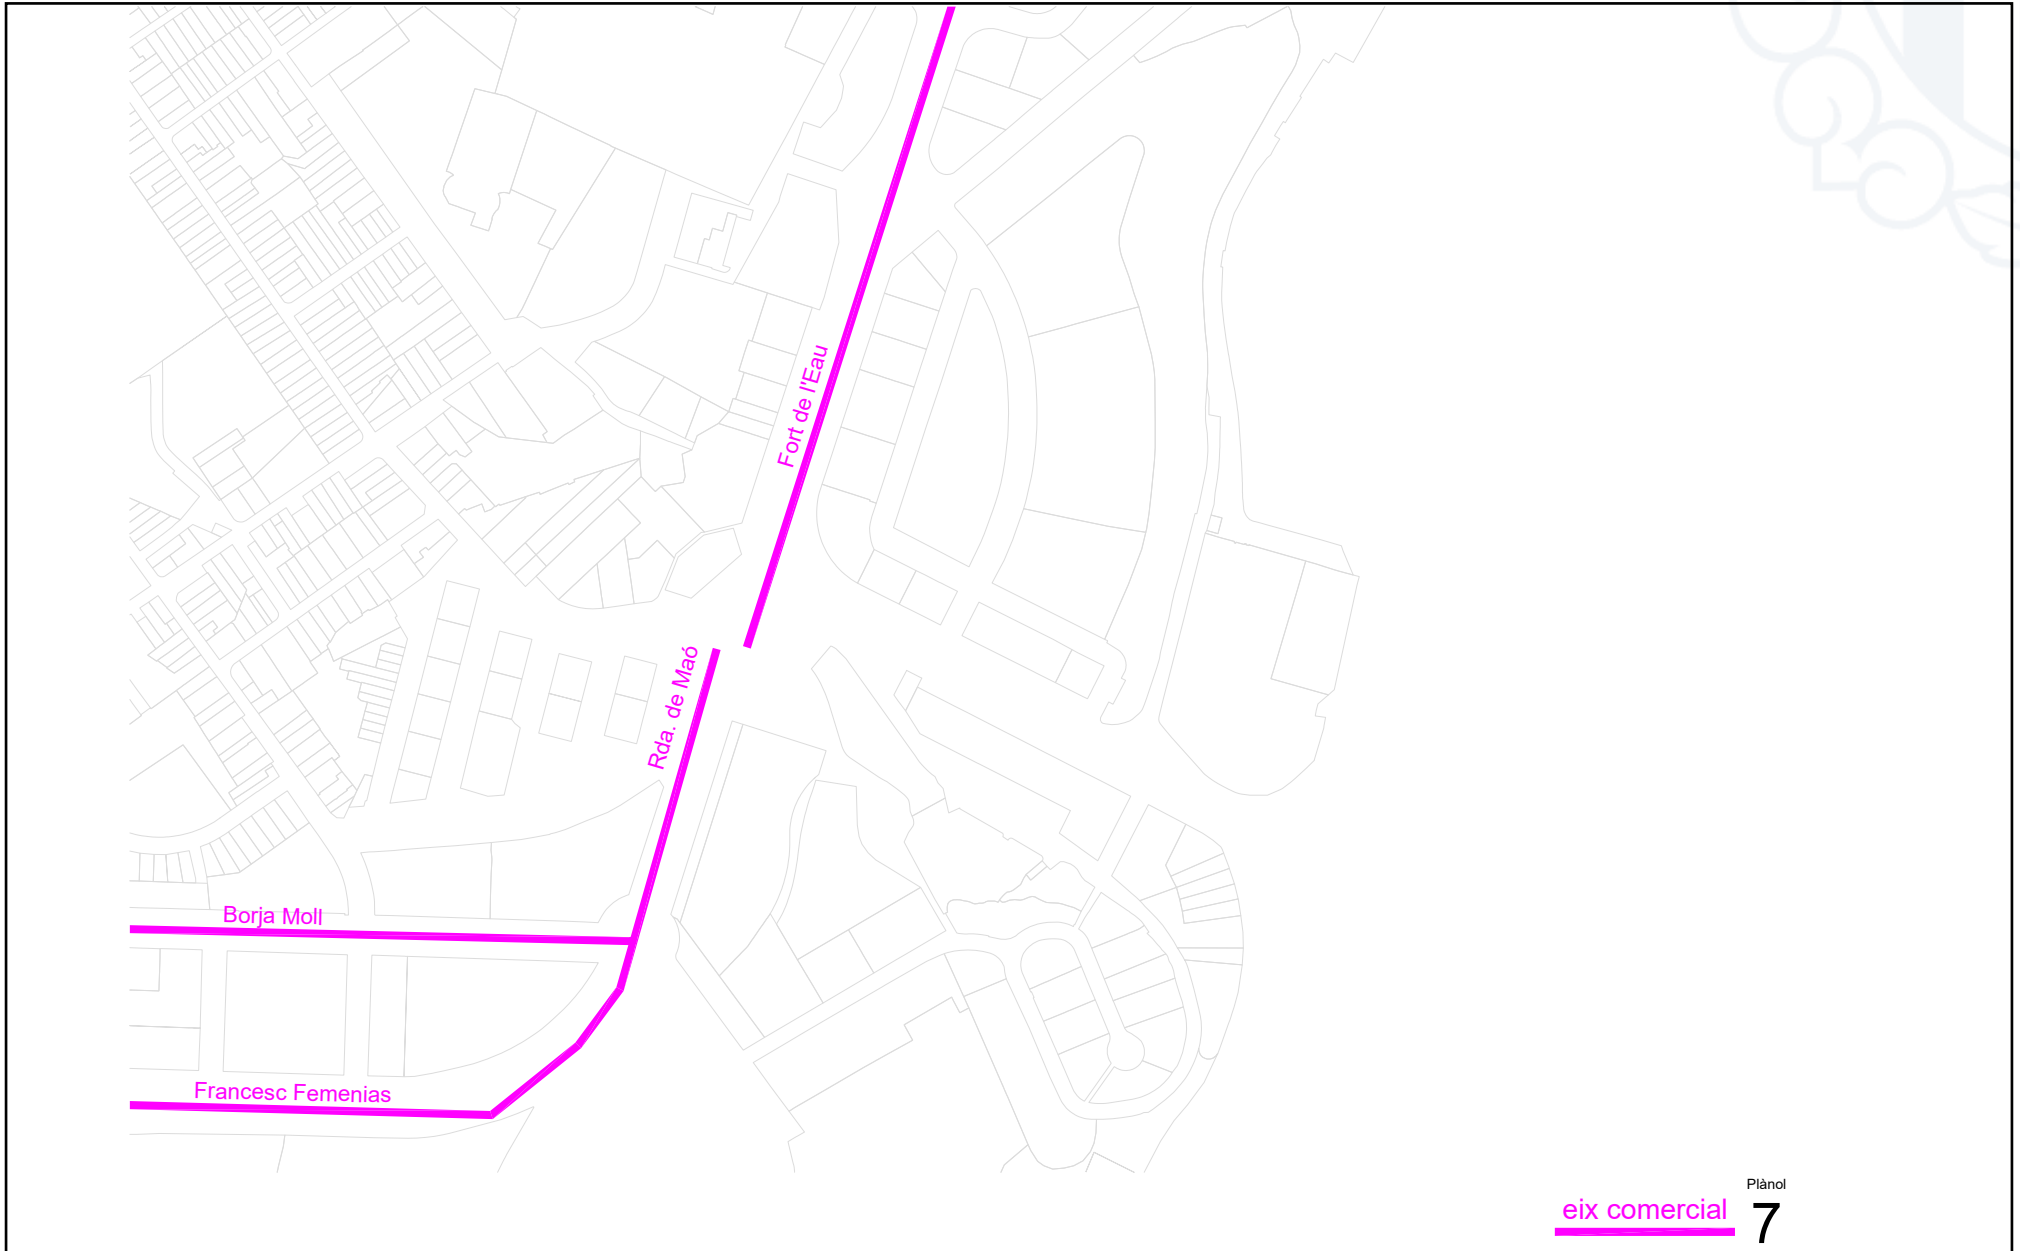 Fort de l'Eau
Rda. de Maó
Borja Moll
Francesc Femenias
Plànol
eix comercial
7